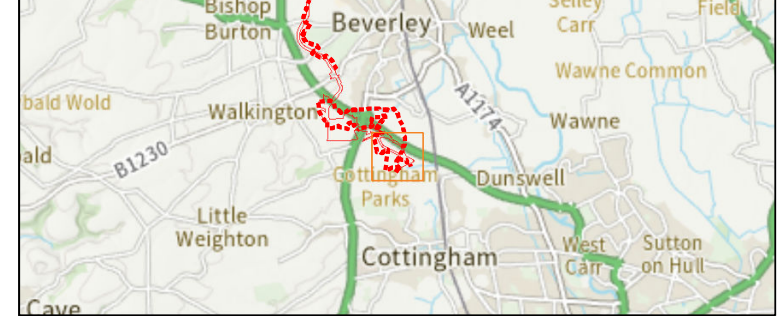 Bishop
Burton
Beverley
Weel
Selley
Carr
Field
Wawne Common
bald Wold
Walkington
A1174
Wawne
ald
B1230
Cottingham
Parks
Dunswell
Little
Weighton
Cottingham
West
Carr
Sutton
on Hull
Cave